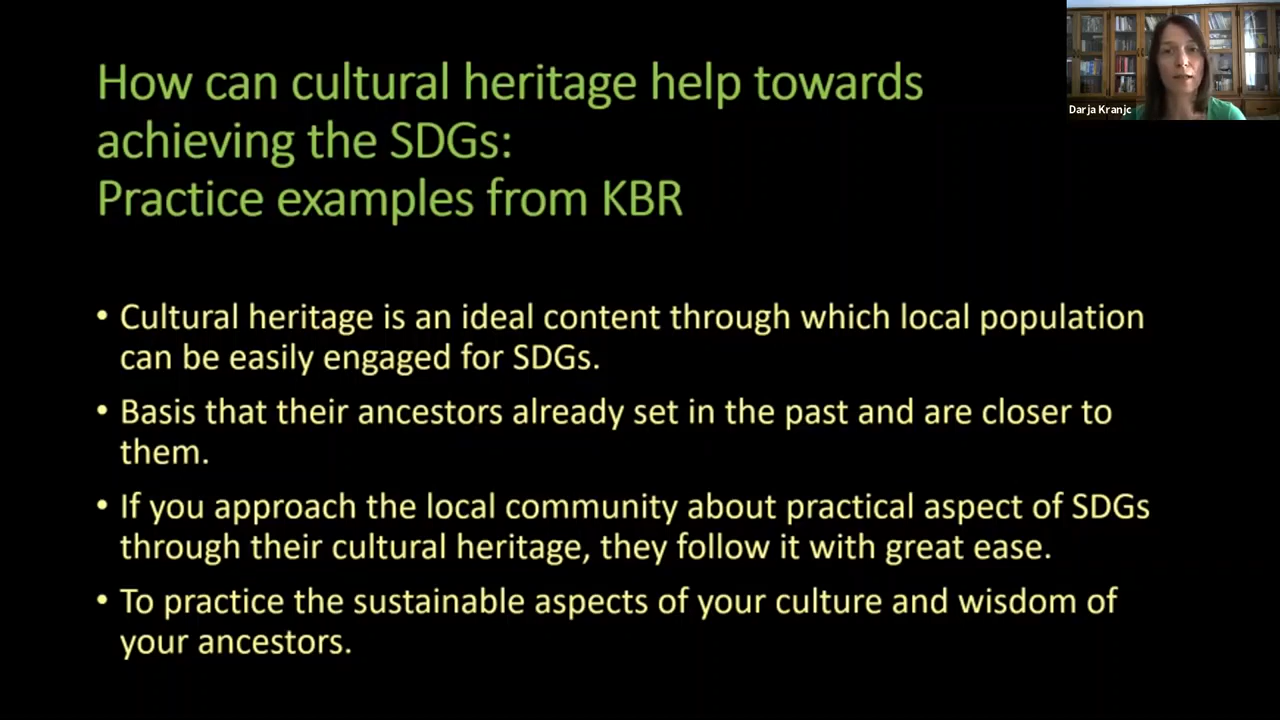 How can cultural heritage help towards
achieving the SDGs:
Practice examples from KBR
Darja Kranjc
• Cultural heritage is an ideal content through which local population
can be easily engaged for SDGs.
• Basis that their ancestors already set in the past and are closer to
them.
• If you approach the local community about practical aspect of SDGs
through their cultural heritage, they follow it with great ease.
• To practice the sustainable aspects of your culture and wisdom of
your ancestors.